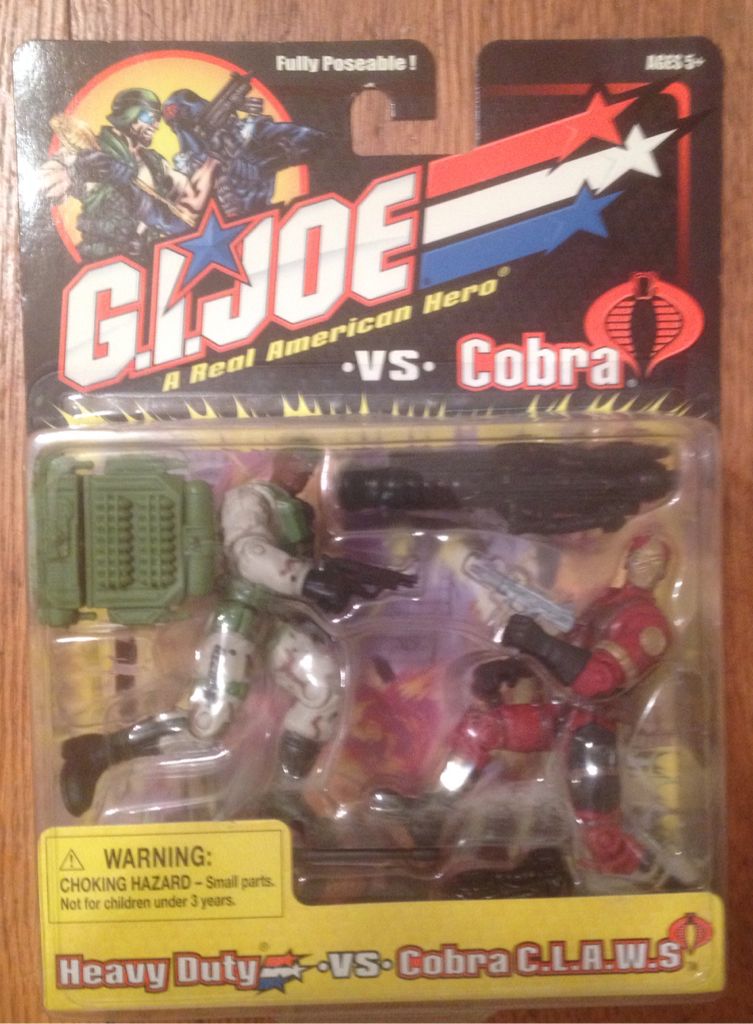 Fully Poseable!
AGES 5+
G.I. JOE
A Real American Hero®
·VS· Cobra®
WARNING:
CHOKING HAZARD – Small parts.
Not for children under 3 years.
Heavy Duty® ·VS· Cobra C.L.A.W.S™